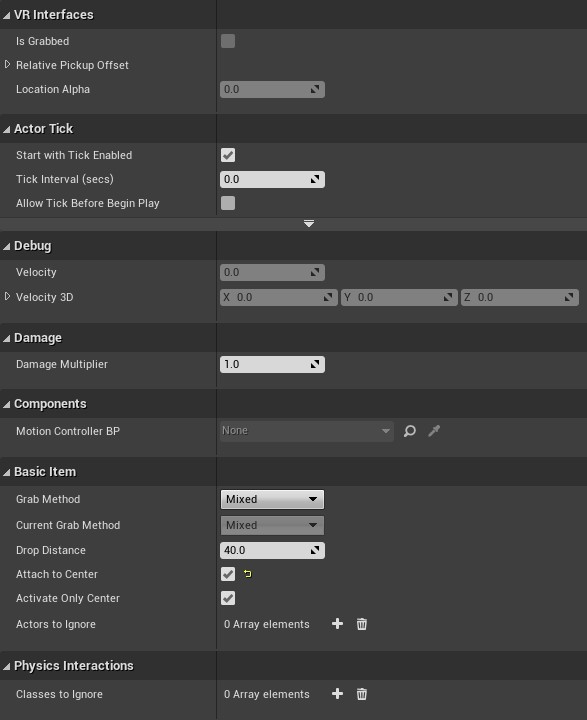 VR Interfaces
Is Grabbed
Relative Pickup Offset
Location Alpha 0.0
Actor Tick
Start with Tick Enabled
Tick Interval (secs) 0.0
Allow Tick Before Begin Play
Debug
Velocity 0.0
Velocity 3D X 0.0 Y 0.0 Z 0.0
Damage
Damage Multiplier 1.0
Components
Motion Controller BP None
Basic Item
Grab Method Mixed
Current Grab Method Mixed
Drop Distance 40.0
Attach to Center
Activate Only Center
Actors to Ignore 0 Array elements
Physics Interactions
Classes to Ignore 0 Array elements